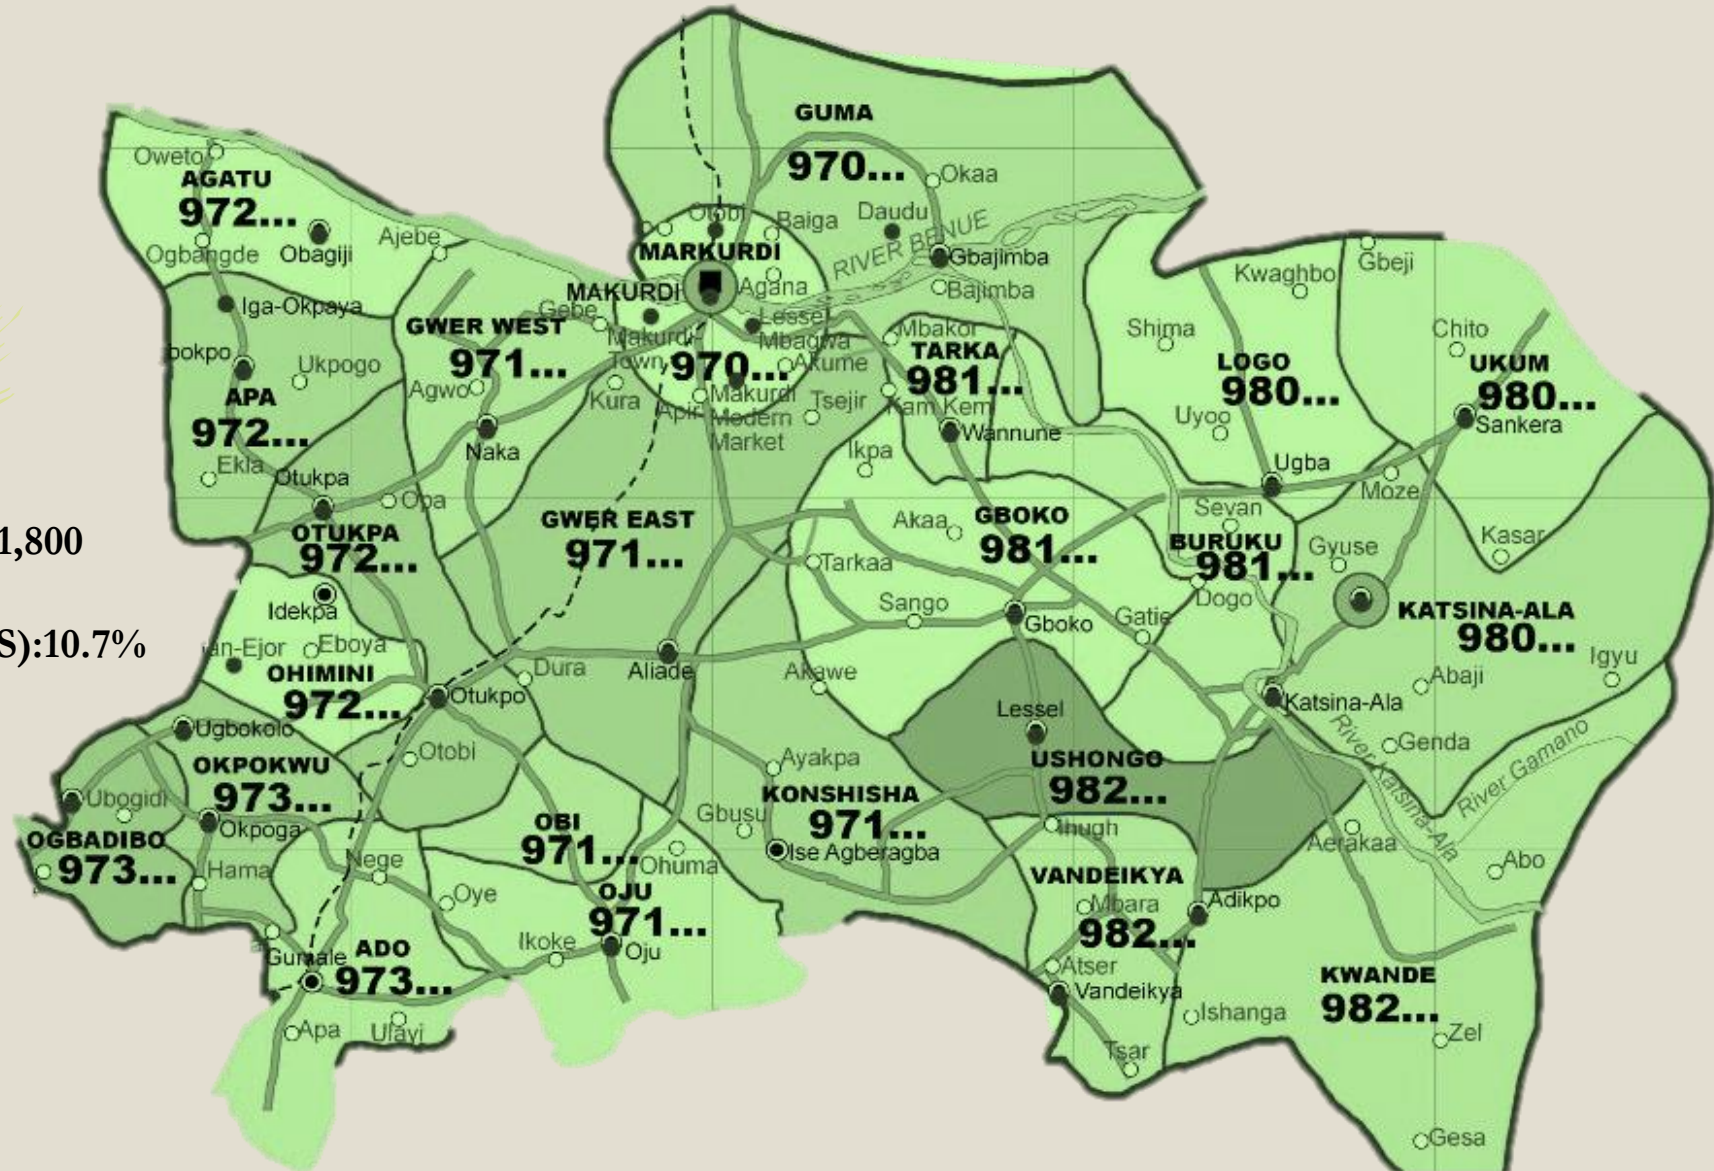 GUMA
970...
Okaa
Oweto
AGATU
972...
Ogbangde
Obagiji
Ajebe
Otobi
Baiga
Daudu
RIVER BENUE
MARKURDI
Gbajimba
Agana
Bajimba
MAKURDI
Kwaghbo
Gbeji
Iga-Okpaya
GWER WEST
971...
Gebe
Makurdi
Town
Lessel
Mbagwa
Mbakor
TARKA
981...
Shima
Chito
LOGO
980...
UKUM
980...
bokpo
Ukpogo
970...
Akume
APA
972...
Agwo
Kura
Apir
Makurdi
Modern
Market
Tsejir
Kam Kem
Wannune
Uyoo
Sankera
Naka
Ikpa
Ekla
Otukpa
Opa
Ugba
Moze
Sevan
OTUKPA
972...
GWER EAST
971...
Akaa
GBOKO
981...
BURUKU
981...
Gyuse
Kasar
1,800
Tarkaa
Idekpa
Sango
Gboko
Gatie
Dogo
KATSINA-ALA
980...
S):10.7%
an-Ejor
Eboya
OHIMINI
972...
Dura
Aliade
Akawe
Igyu
Abaji
Otukpo
Lessel
Katsina-Ala
Ugbokolo
Otobi
Ayakpa
USHONGO
982...
Genda
River Katsina-Ala
River Gamano
OKPOKWU
973...
Ubogidi
Okpoga
KONSHISHA
971...
Gbusu
Ihugh
Aerakaa
OGBADIBO
973...
OBI
971...
Ohuma
Ise Agberagba
Abo
Hama
Nege
Oye
OJU
971...
VANDEIKYA
982...
Mbara
Adikpo
Ikoke
Oju
ADO
973...
Atser
Vandeikya
KWANDE
982...
Ishanga
Apa
Ulayi
Zel
Tsar
Gesa